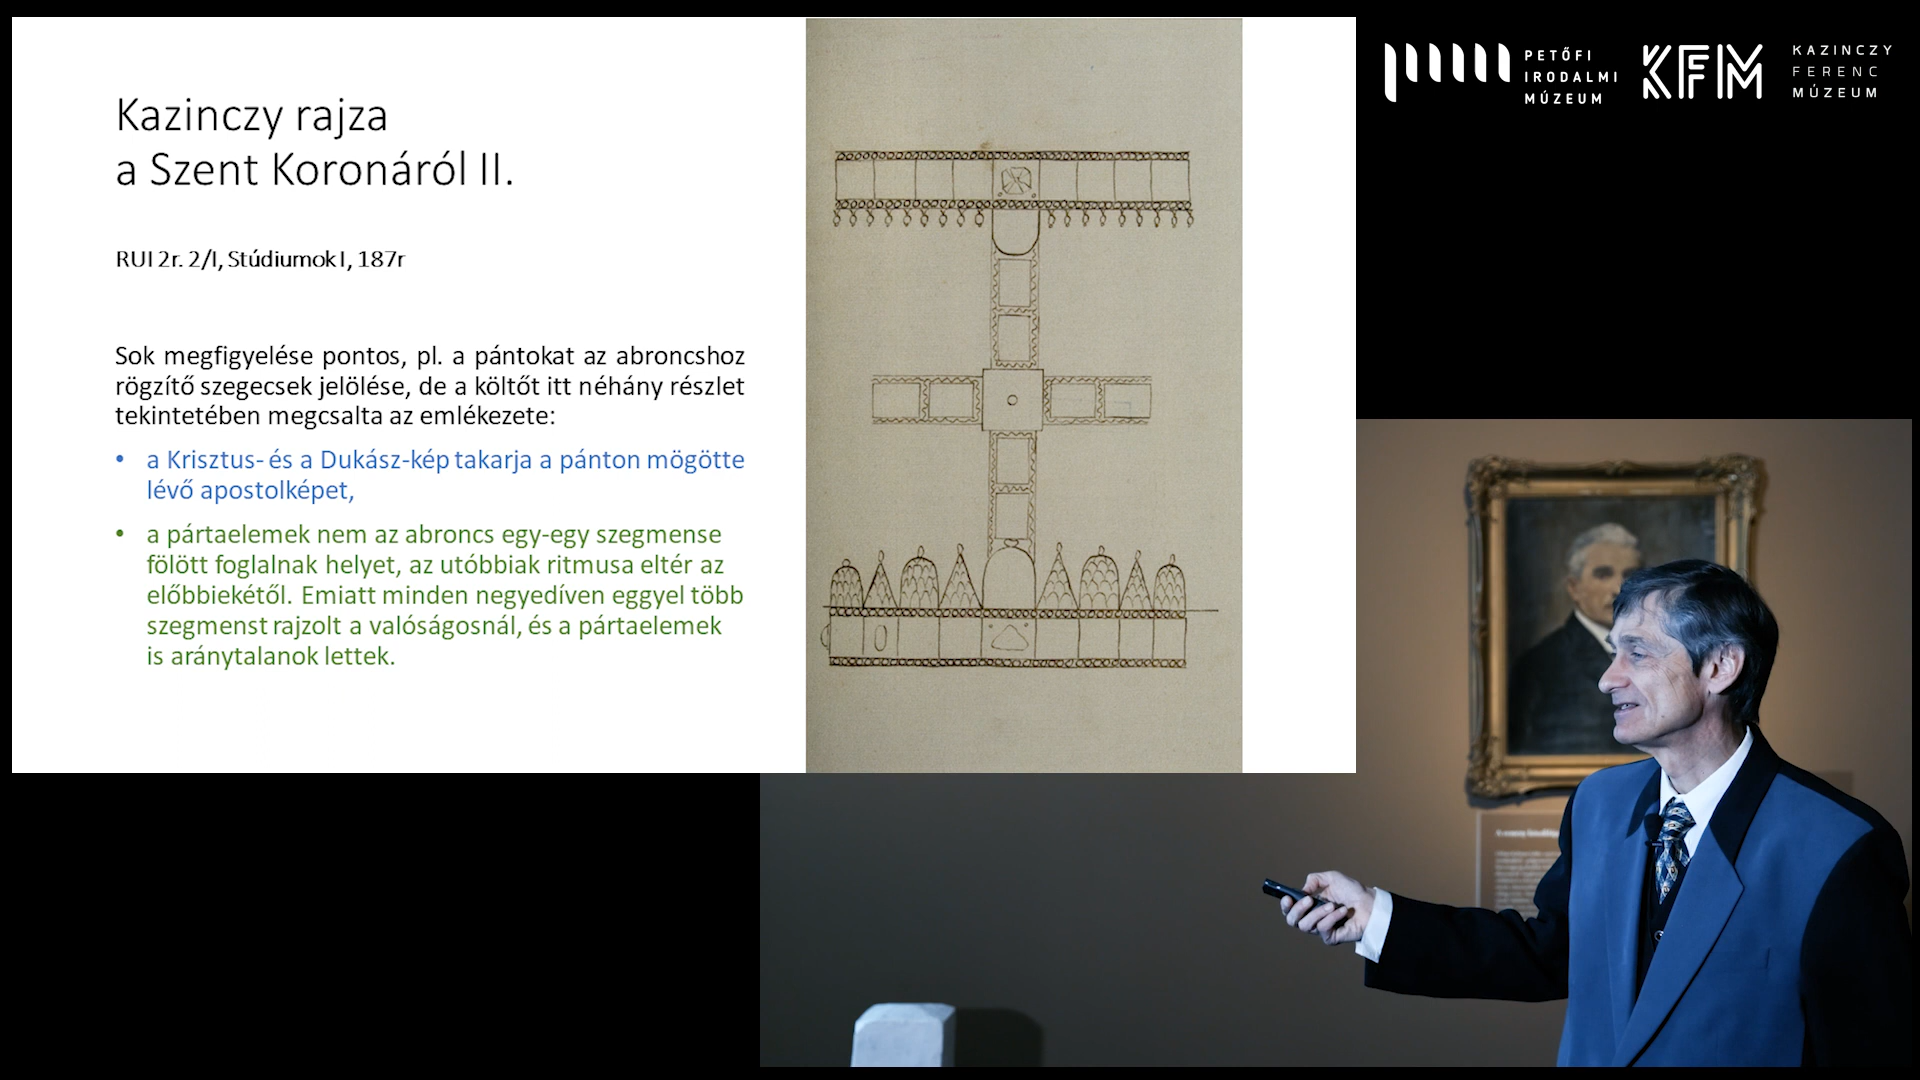 Kazinczy rajza
a Szent Koronáról II.
RUI 2r. 2/I, Stúdiumok I, 187r
Sok megfigyelése pontos, pl. a pántokat az abroncshoz
rögzítő szegecsek jelölése, de a költőt itt néhány részlet
tekintetében megcsalta az emlékezete:
• a Krisztus- és a Dukász-kép takarja a pánton mögötte
lévő apostolképet,
• a pártaelemek nem az abroncs egy-egy szegmense
fölött foglalnak helyet, az utóbbiak ritmusa eltér az
előbbiekétől. Emiatt minden negyedíven eggyel több
szegmenst rajzolt a valóságosnál, és a pártaelemek
is aránytalanok lettek.
PETŐFI
IRODALMI
MÚZEUM
KFM
KAZINCZY
FERENC
MÚZEUM